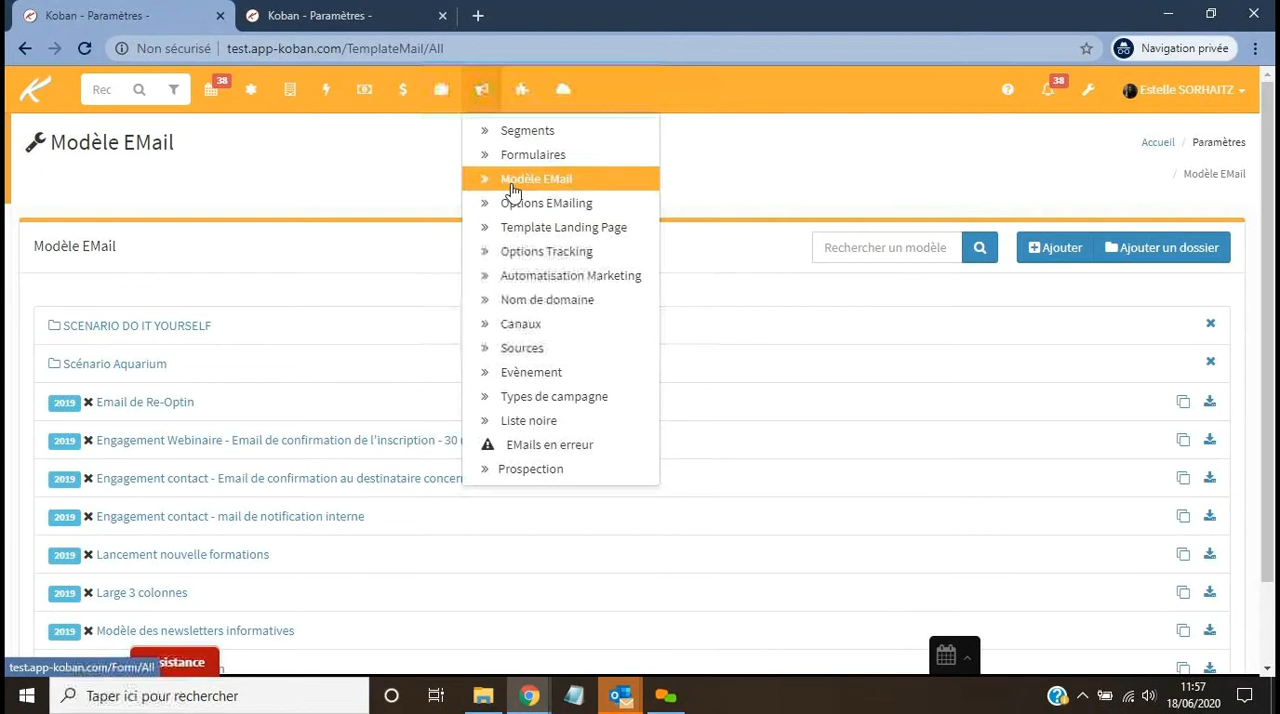 Koban - Paramètres -
Koban - Paramètres -
Non sécurisé
test.app-koban.com/TemplateMail/All
Navigation privée
Rec
38
38
Estelle SORHAITZ
Modèle EMail
Accueil / Paramètres
/ Modèle EMail
Segments
Formulaires
Modèle EMail
Options EMailing
Template Landing Page
Options Tracking
Automatisation Marketing
Nom de domaine
Canaux
Sources
Evènement
Types de campagne
Liste noire
EMails en erreur
Prospection
Modèle EMail
Rechercher un modèle
Ajouter
Ajouter un dossier
SCENARIO DO IT YOURSELF
Scénario Aquarium
2019 Email de Re-Optin
2019 Engagement Webinaire - Email de confirmation de l'inscription - 30
2019 Engagement contact - Email de confirmation au destinataire concern
2019 Engagement contact - mail de notification interne
2019 Lancement nouvelle formations
2019 Large 3 colonnes
2019 Modèle des newsletters informatives
sistance
test.app-koban.com/Form/All
Taper ici pour rechercher
11:57
18/06/2020